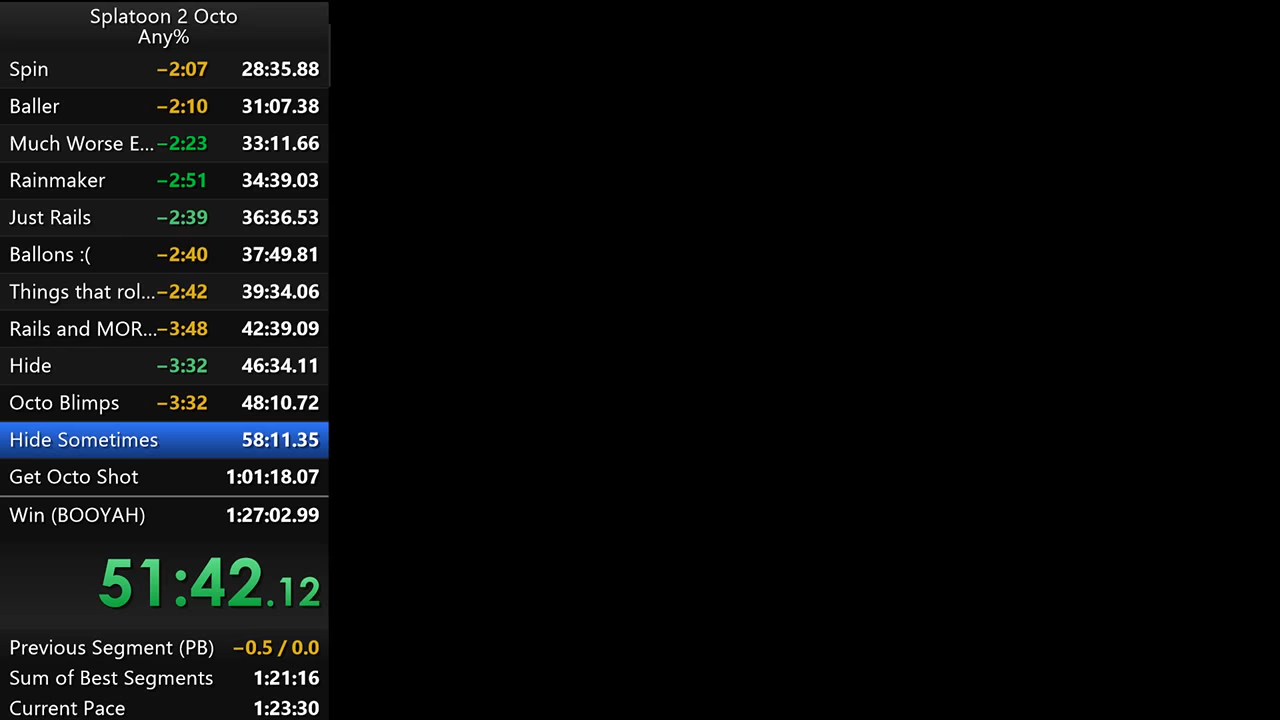 Splatoon 2 Octo
Any%
Spin −2:07 28:35.88
Baller −2:10 31:07.38
Much Worse E... −2:23 33:11.66
Rainmaker −2:51 34:39.03
Just Rails −2:39 36:36.53
Ballons :( −2:40 37:49.81
Things that rol... −2:42 39:34.06
Rails and MOR... −3:48 42:39.09
Hide −3:32 46:34.11
Octo Blimps −3:32 48:10.72
Hide Sometimes 58:11.35
Get Octo Shot 1:01:18.07
Win (BOOYAH) 1:27:02.99
51:42.12
Previous Segment (PB) −0.5 / 0.0
Sum of Best Segments 1:21:16
Current Pace 1:23:30